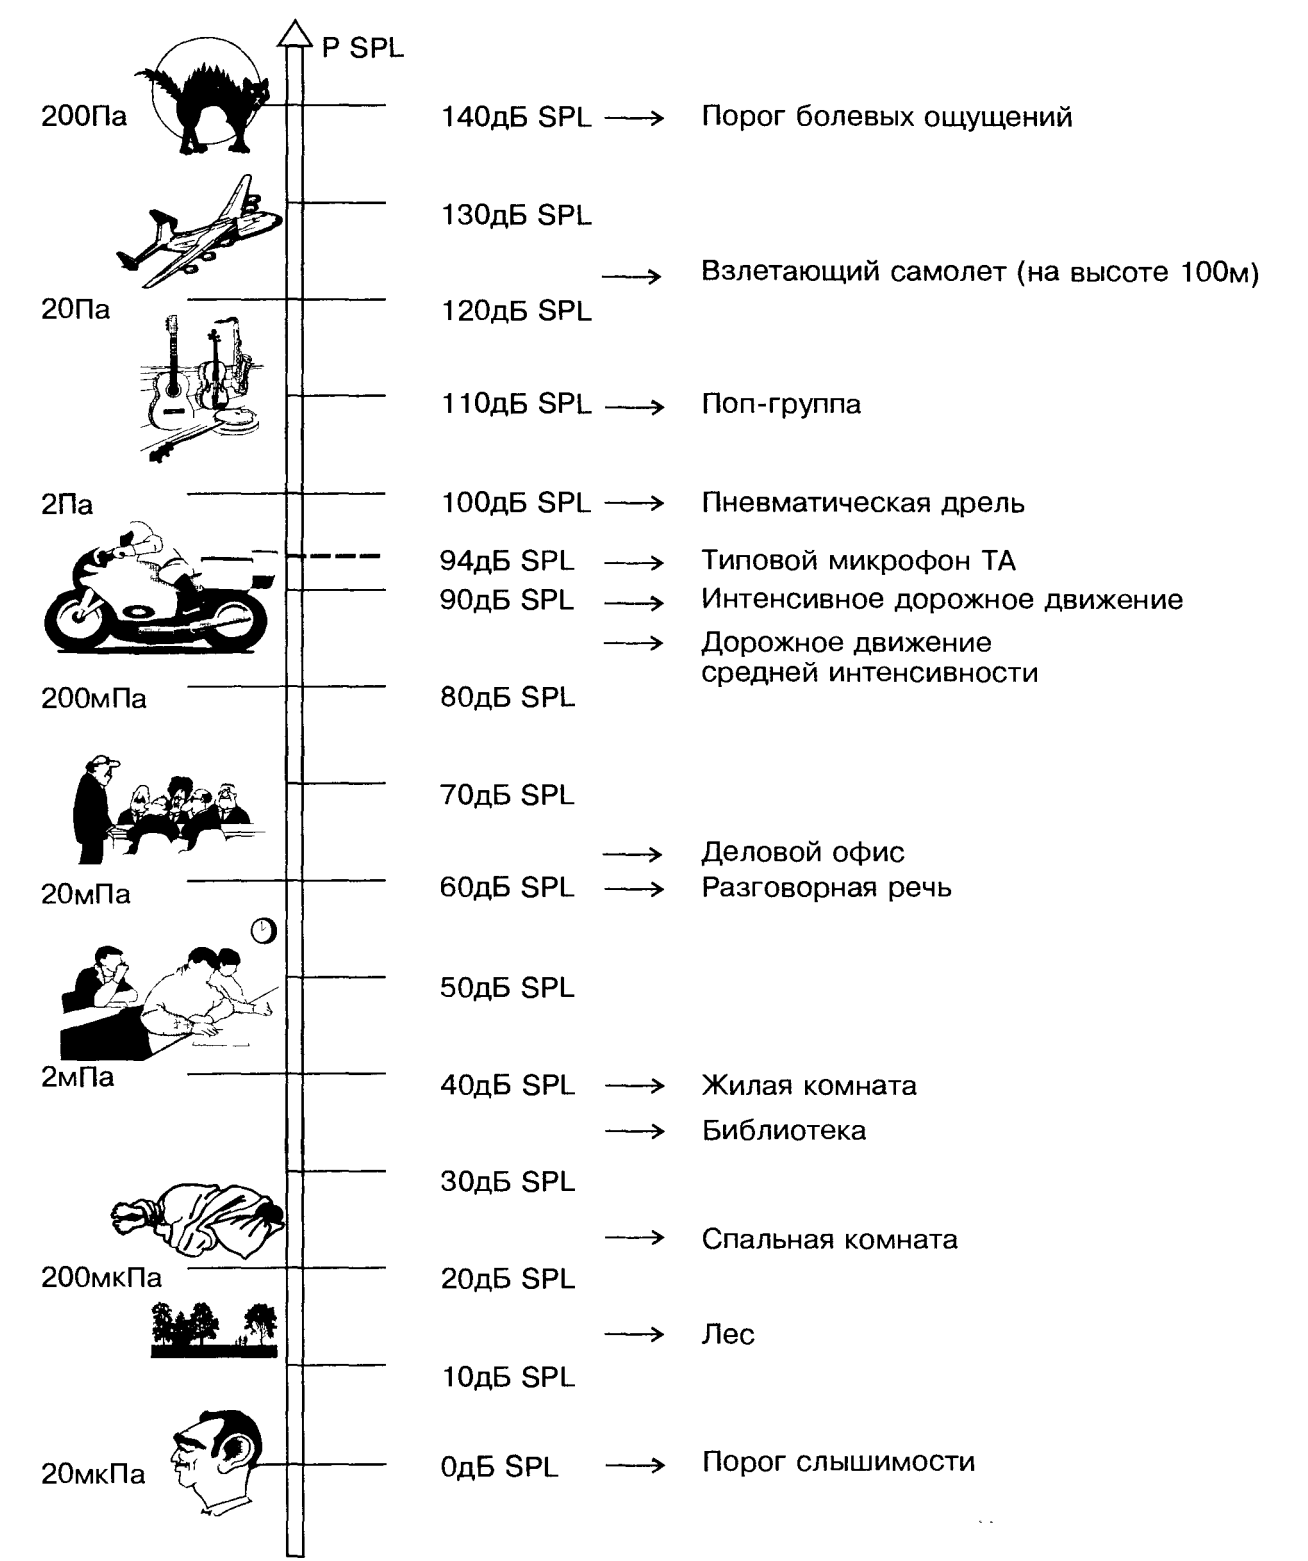 P SPL
200Па 140дБ SPL Порог болевых ощущений
130дБ SPL
Взлетающий самолет (на высоте 100м)
20Па 120дБ SPL
110дБ SPL Поп-группа
2Па 100дБ SPL Пневматическая дрель
94дБ SPL Типовой микрофон ТА
90дБ SPL Интенсивное дорожное движение
Дорожное движение
средней интенсивности
200мПа 80дБ SPL
70дБ SPL
Деловой офис
20мПа 60дБ SPL Разговорная речь
50дБ SPL
2мПа 40дБ SPL Жилая комната
Библиотека
30дБ SPL
Спальная комната
200мкПа 20дБ SPL
Лес
10дБ SPL
20мкПа 0дБ SPL Порог слышимости